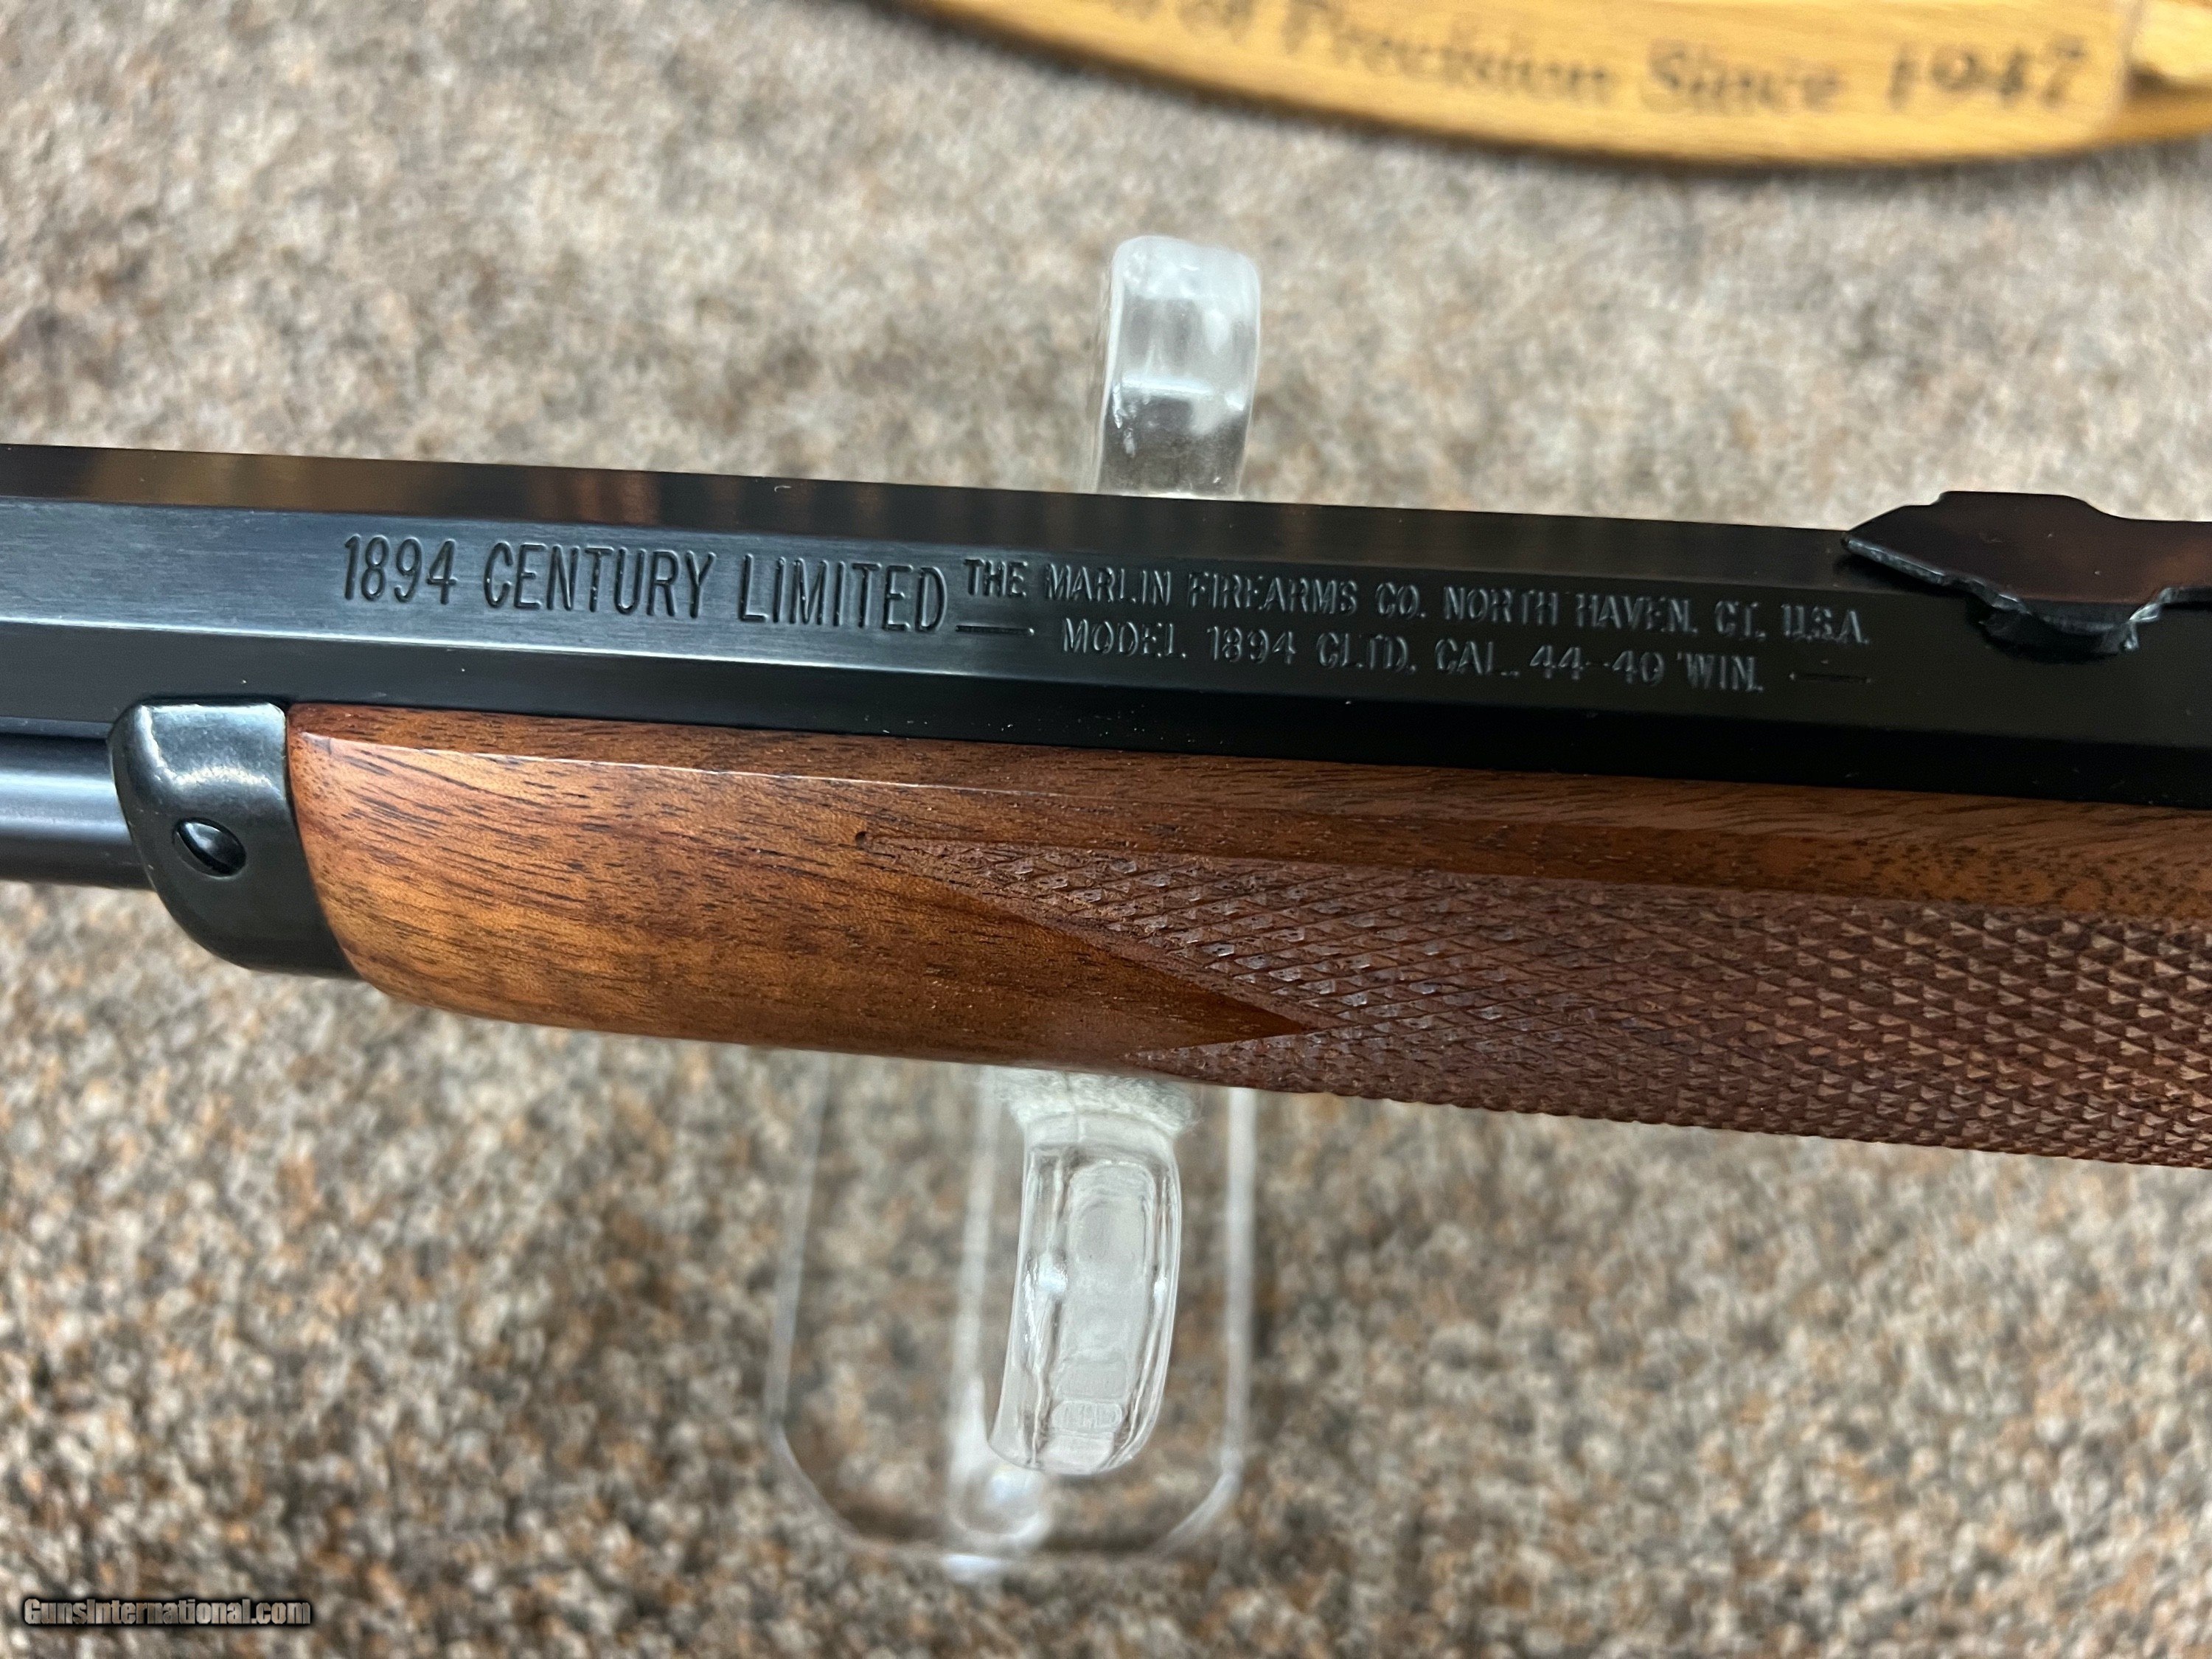 of Precision Since 1947
1894 CENTURY LIMITED
THE MARLIN FIREARMS CO. NORTH HAVEN, CT. U.S.A.
MODEL 1894 CLTD. CAL. 44-40 WIN.
GunsInternational.com